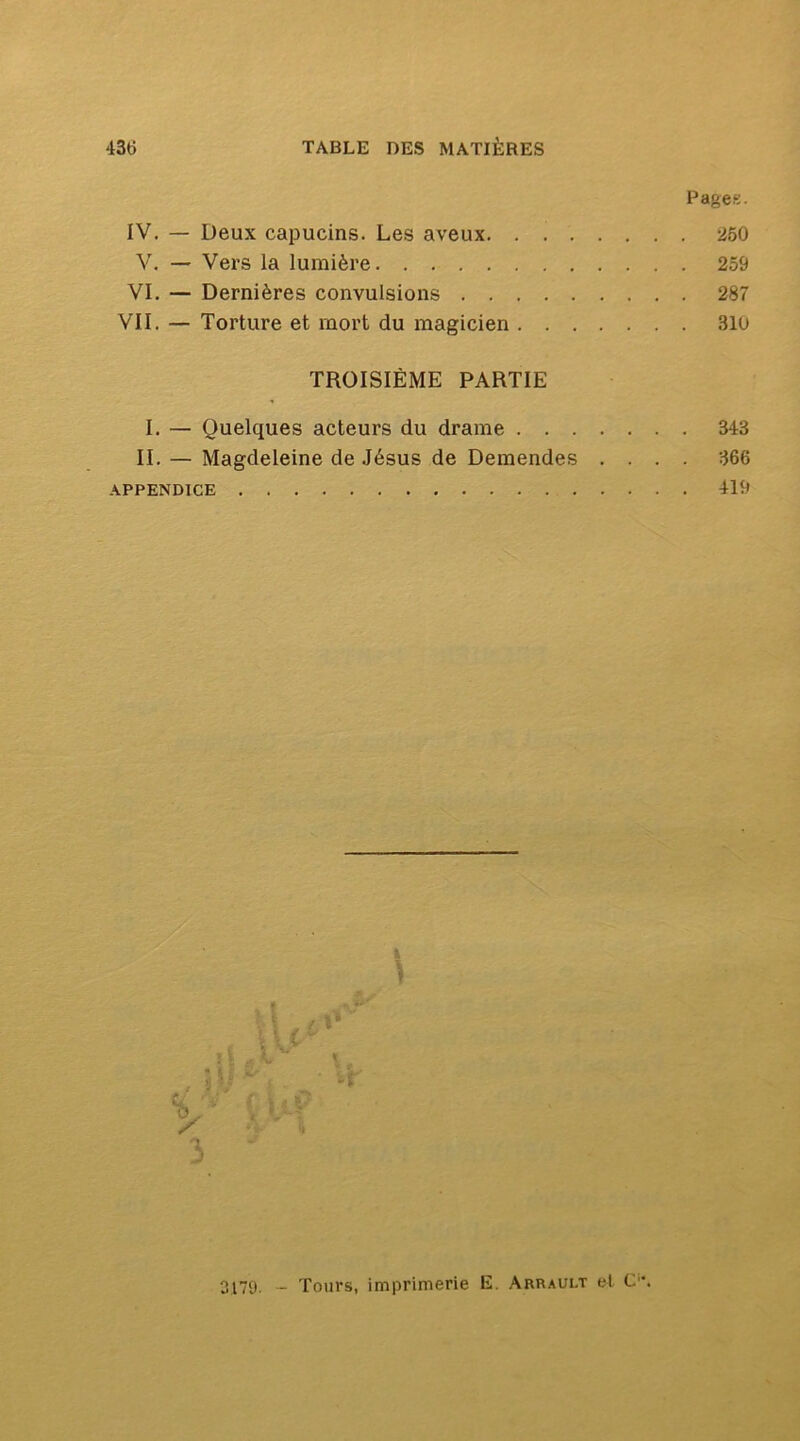 436 TABLE DES MATIÈRES
Pages.
IV. — Deux capucins. Les aveux. . . . . . . . . 250
V. — Vers la lumière. . . . . . . . . . . . . 259
VI. — Dernières convulsions . . . . . . . . . . 287
VII. — Torture et mort du magicien . . . . . . . . 310
TROISIÈME PARTIE
I. — Quelques acteurs du drame . . . . . . . . 343
II. — Magdeleine de Jésus de Demendes . . . . . 366
APPENDICE . . . . . . . . . . . . . . . . . . 419
3179. - Tours, imprimerie E. ARRAULT et Cie.